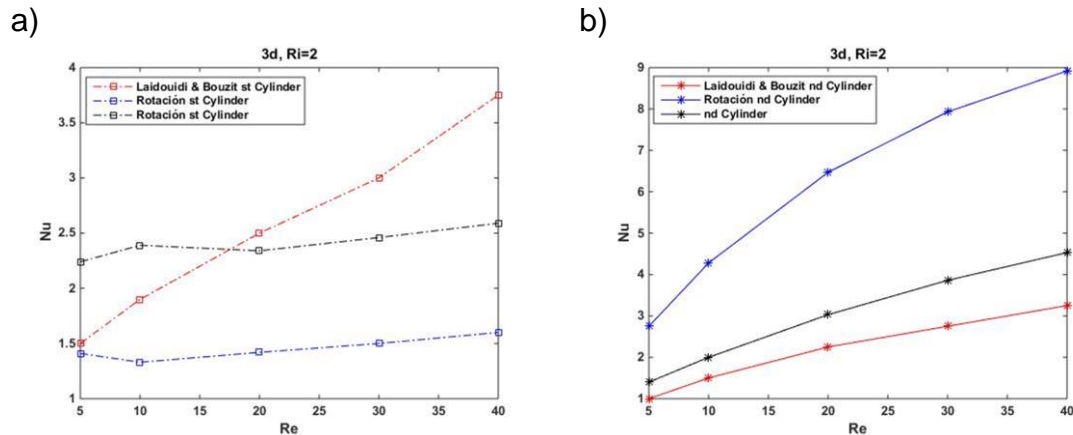 a)
3d, Ri=2
Laidouidi & Bouzit st Cylinder
Rotación st Cylinder
Rotación st Cylinder
4
3.5
3
2.5
2
1.5
1
Nu
5 10 15 20 25 30 35 40
Re
b)
3d, Ri=2
Laidouidi & Bouzit nd Cylinder
Rotación nd Cylinder
nd Cylinder
9
8
7
6
5
4
3
2
1
Nu
5 10 15 20 25 30 35 40
Re